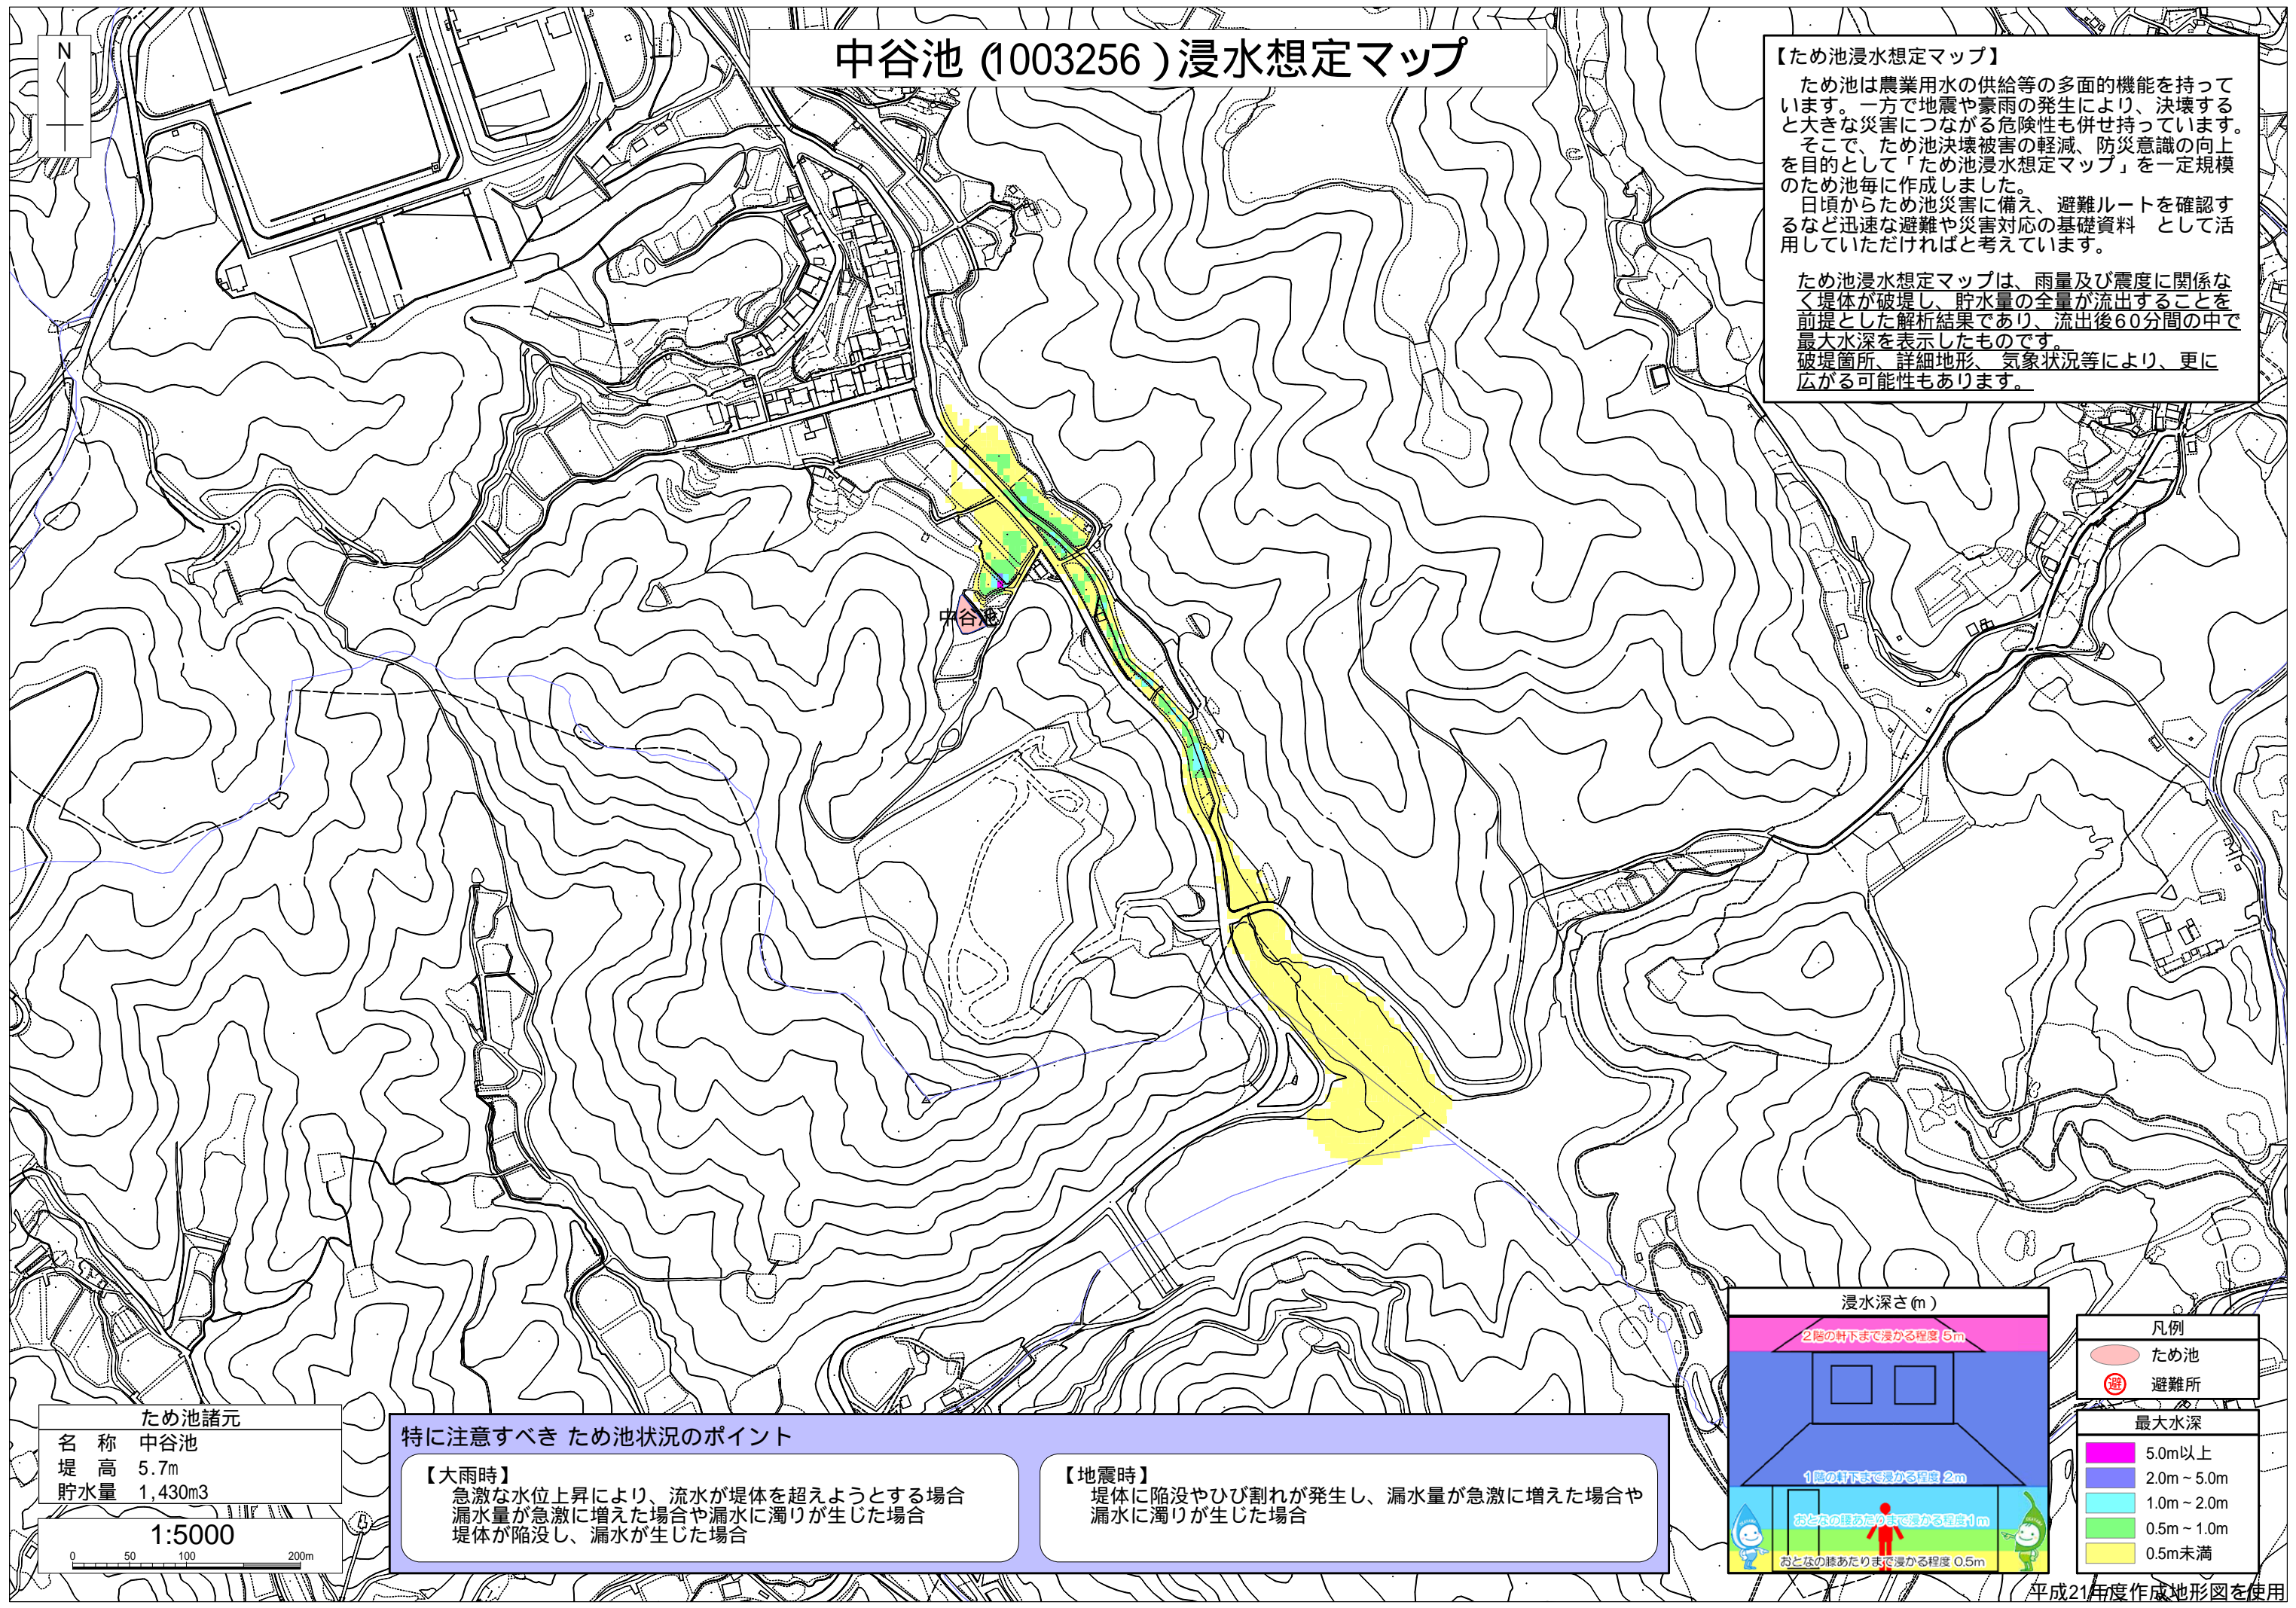 中谷池 (1003256) 浸水想定マップ
N
【ため池浸水想定マップ】
ため池は農業用水の供給等の多面的機能を持って
います。一方で地震や豪雨の発生により、決壊する
と大きな災害につながる危険性も併せ持っています。
そこで、ため池決壊被害の軽減、防災意識の向上
を目的として「ため池浸水想定マップ」を一定規模
のため池毎に作成しました。
日頃からため池災害に備え、避難ルートを確認す
るなど迅速な避難や災害対応の基礎資料　として活
用していただければと考えています。
ため池浸水想定マップは、雨量及び震度に関係な
く堤体が破堤し、貯水量の全量が流出することを
前提とした解析結果であり、流出後60分間の中で
最大水深を表示したものです。
破堤箇所、詳細地形、気象状況等により、更に
広がる可能性もあります。
中谷池
ため池諸元
名　称　中谷池
堤　高　5.7m
貯水量　1,430m3
1:5000
0 50 100 200m
特に注意すべき ため池状況のポイント
【大雨時】
急激な水位上昇により、流水が堤体を超えようとする場合
漏水量が急激に増えた場合や漏水に濁りが生じた場合
堤体が陥没し、漏水が生じた場合
【地震時】
堤体に陥没やひび割れが発生し、漏水量が急激に増えた場合や
漏水に濁りが生じた場合
浸水深さ(m)
2階の軒下まで浸かる程度 5m
1階の軒下まで浸かる程度 2m
おとなの腰あたりまで浸かる程度 1m
おとなの膝あたりまで浸かる程度 0.5m
凡例
ため池
避 避難所
最大水深
5.0m以上
2.0m～5.0m
1.0m～2.0m
0.5m～1.0m
0.5m未満
平成21年度作成地形図を使用